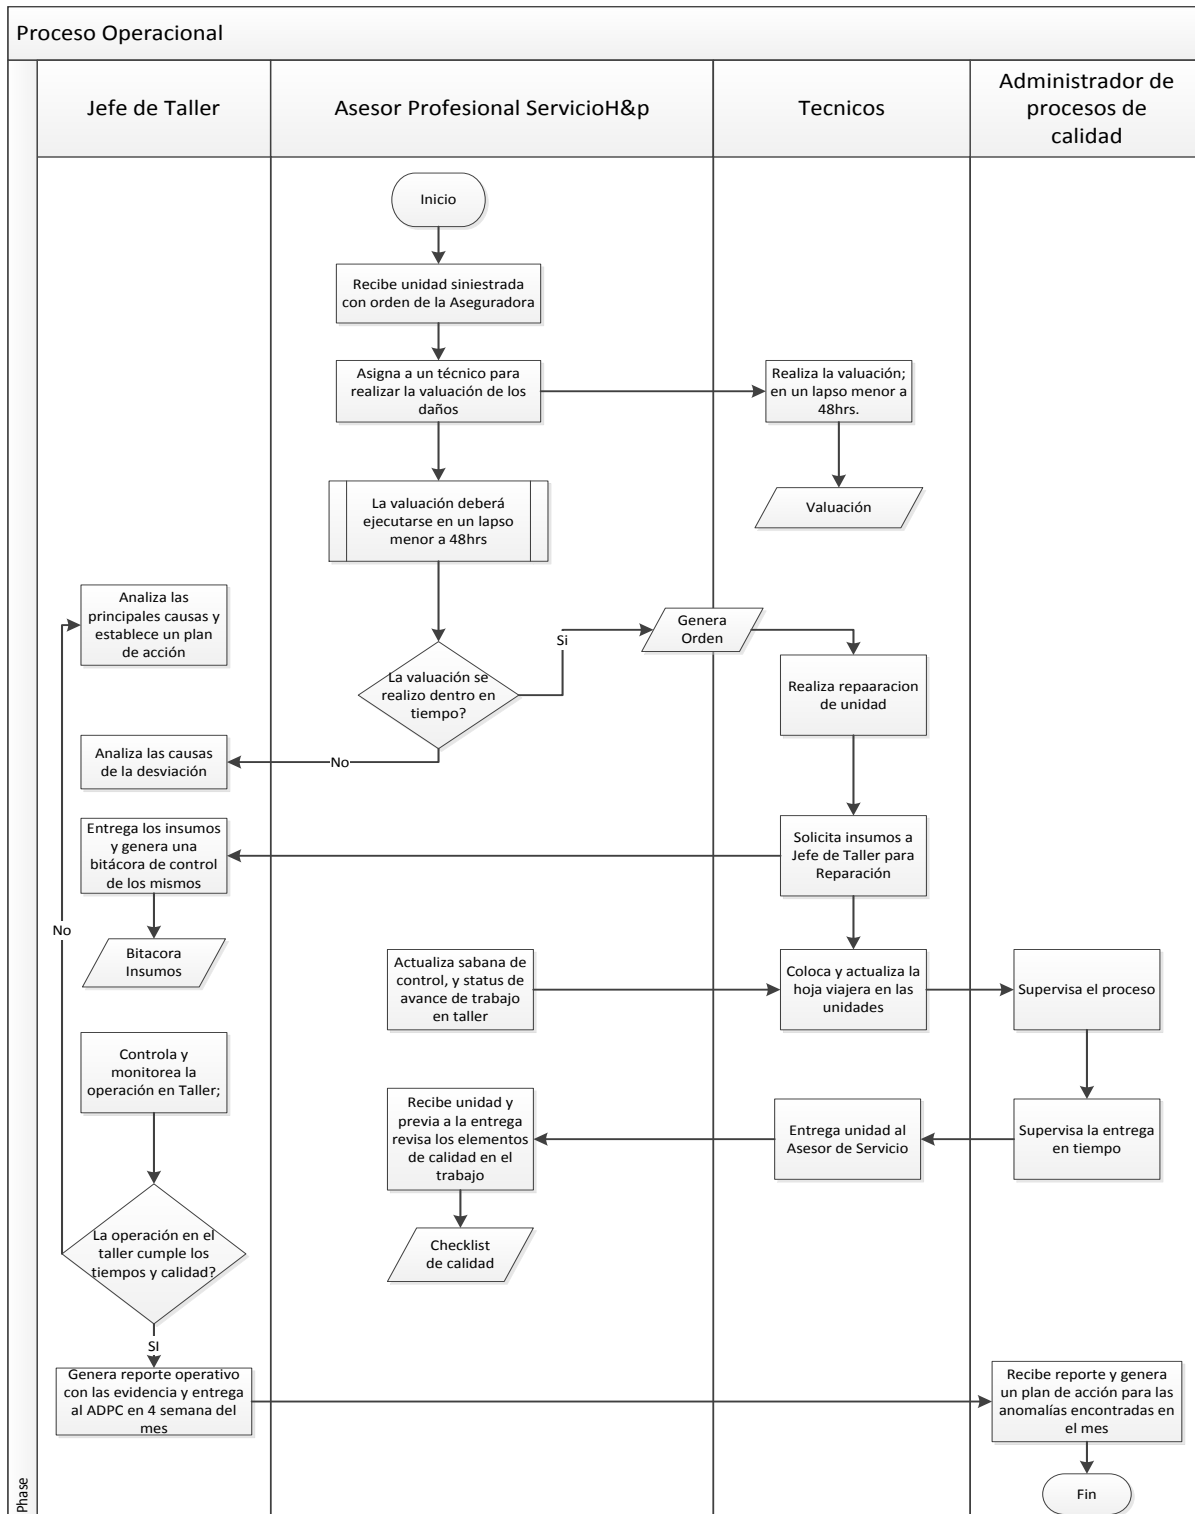 Proceso Operacional
Phase
Jefe de Taller
Asesor Profesional ServicioH&p
Tecnicos
Administrador de
procesos de
calidad
Inicio
Recibe unidad siniestrada
con orden de la Aseguradora
Asigna a un técnico para
realizar la valuación de los
daños
Realiza la valuación;
en un lapso menor a
48hrs.
Valuación
La valuación deberá
ejecutarse en un lapso
menor a 48hrs
Analiza las
principales causas y
establece un plan
de acción
Genera
Orden
Si
La valuación se
realizo dentro en
tiempo?
Realiza repaaracion
de unidad
Analiza las causas
de la desviación
No
Entrega los insumos
y genera una
bitácora de control
de los mismos
Solicita insumos a
Jefe de Taller para
Reparación
No
Bitacora
Insumos
Actualiza sabana de
control, y status de
avance de trabajo
en taller
Coloca y actualiza la
hoja viajera en las
unidades
Supervisa el proceso
Controla y
monitorea la
operación en Taller;
Recibe unidad y
previa a la entrega
revisa los elementos
de calidad en el
trabajo
Entrega unidad al
Asesor de Servicio
Supervisa la entrega
en tiempo
La operación en el
taller cumple los
tiempos y calidad?
Checklist
de calidad
SI
Genera reporte operativo
con las evidencia y entrega
al ADPC en 4 semana del
mes
Recibe reporte y genera
un plan de acción para las
anomalías encontradas en
el mes
Fin